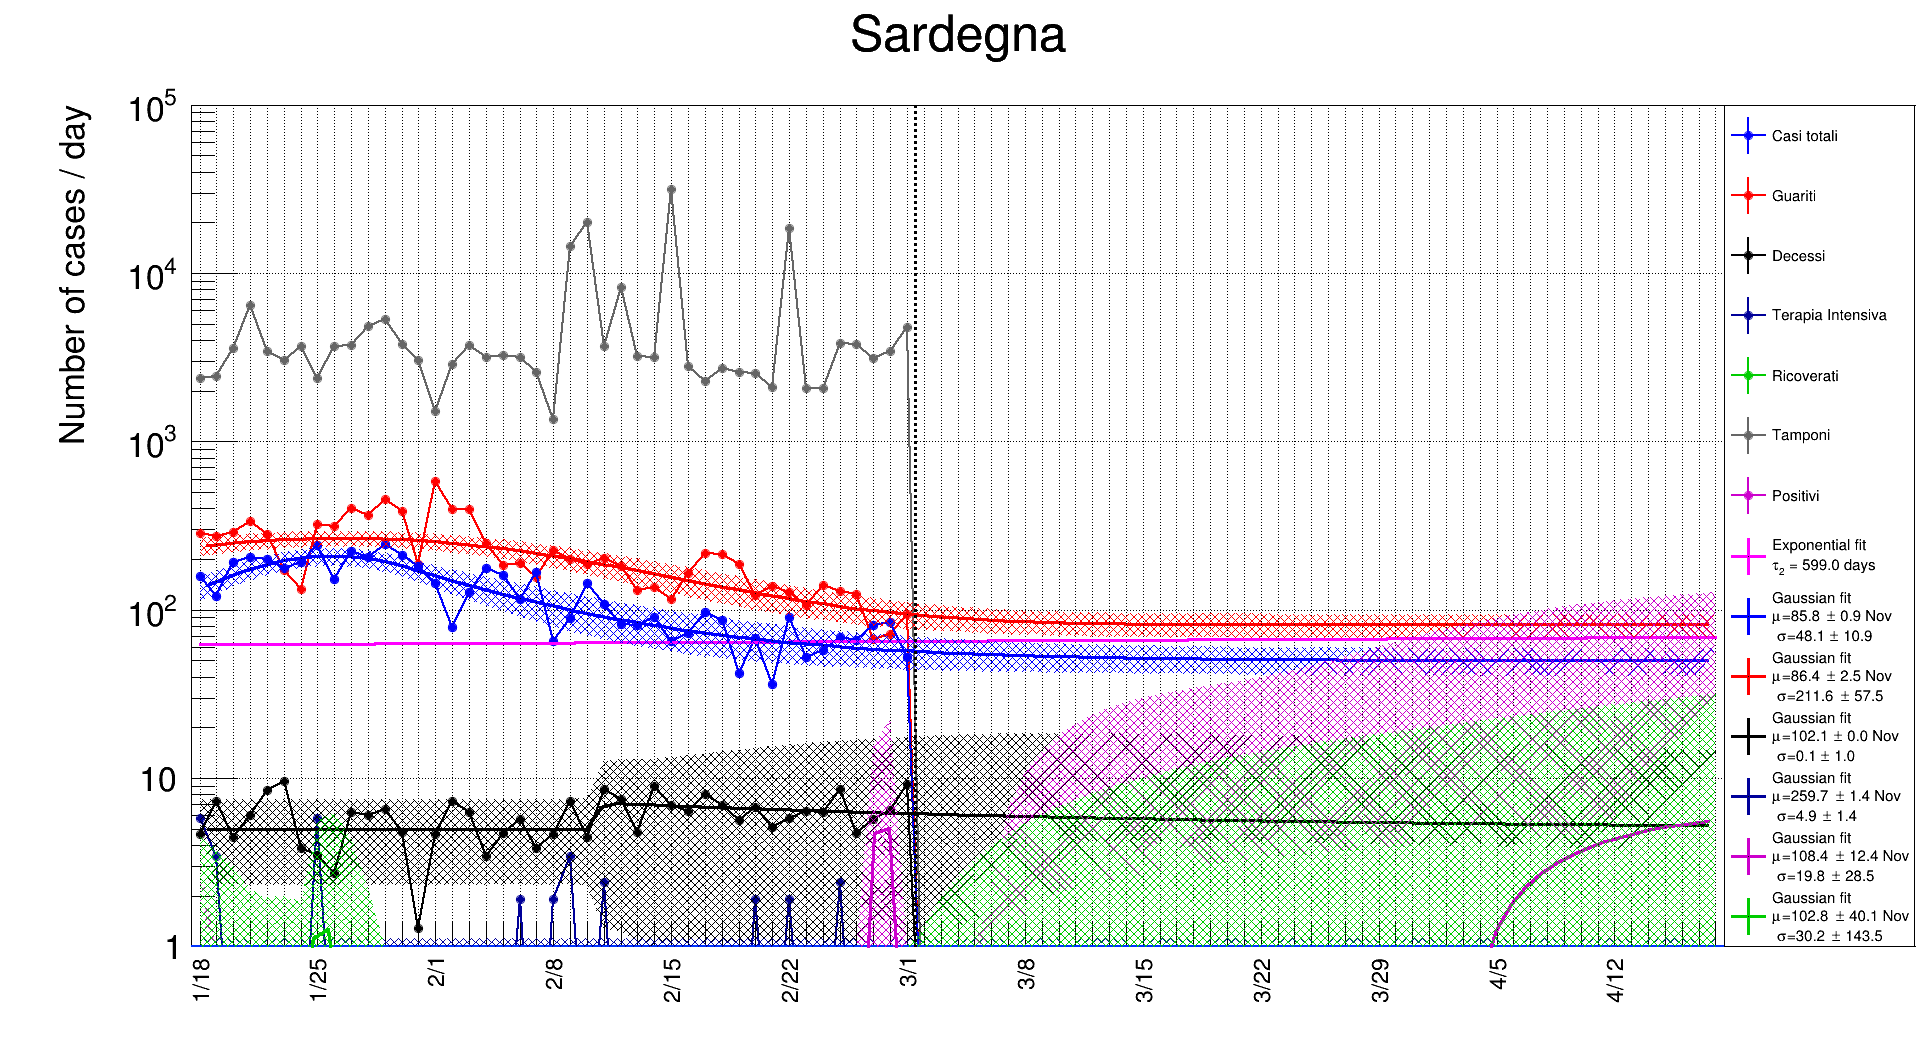 Sardegna
Number of cases / day
10^5
10^4
10^3
10^2
10
1
1/18
1/25
2/1
2/8
2/15
2/22
3/1
3/8
3/15
3/22
3/29
4/5
4/12
Casi totali
Guariti
Decessi
Terapia Intensiva
Ricoverati
Tamponi
Positivi
Exponential fit
τ₂ = 599.0 days
Gaussian fit
μ=85.8 ± 0.9 Nov
σ=48.1 ± 10.9
Gaussian fit
μ=86.4 ± 2.5 Nov
σ=211.6 ± 57.5
Gaussian fit
μ=102.1 ± 0.0 Nov
σ=0.1 ± 1.0
Gaussian fit
μ=259.7 ± 1.4 Nov
σ=4.9 ± 1.4
Gaussian fit
μ=108.4 ± 12.4 Nov
σ=19.8 ± 28.5
Gaussian fit
μ=102.8 ± 40.1 Nov
σ=30.2 ± 143.5